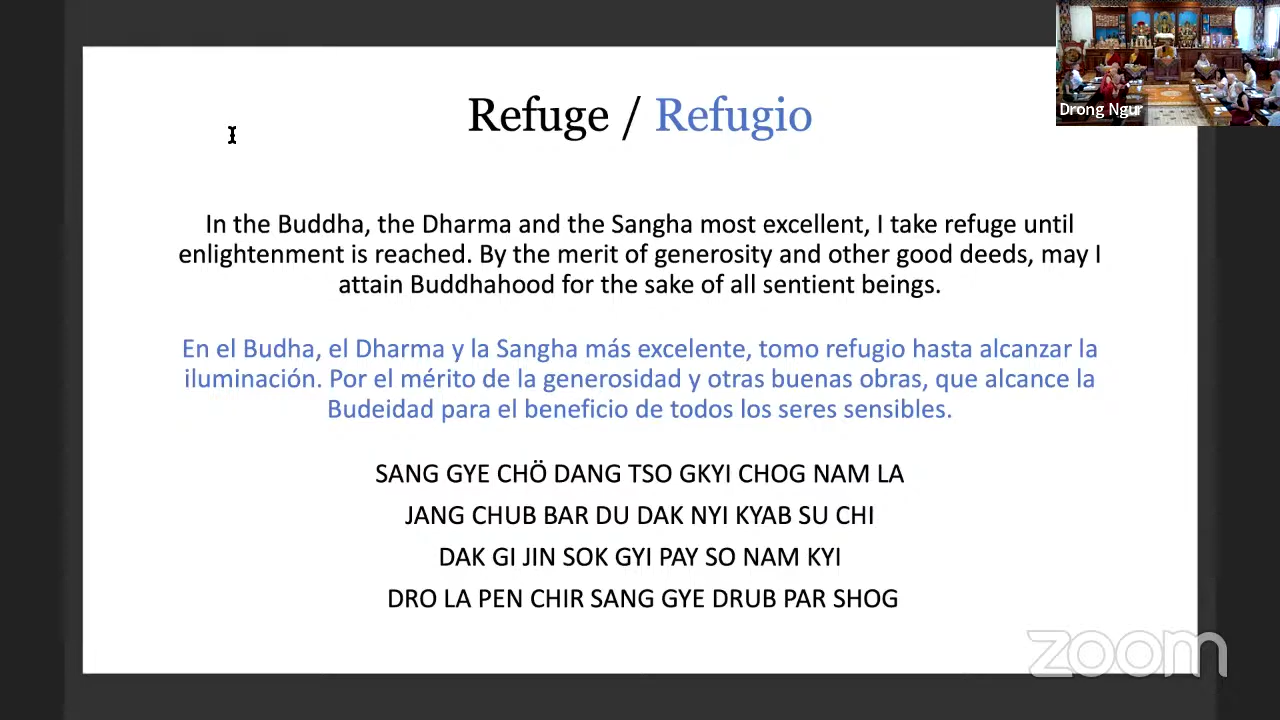 Refuge / Refugio
Drong Ngur
In the Buddha, the Dharma and the Sangha most excellent, I take refuge until
enlightenment is reached. By the merit of generosity and other good deeds, may I
attain Buddhahood for the sake of all sentient beings.
En el Budha, el Dharma y la Sangha más excelente, tomo refugio hasta alcanzar la
iluminación. Por el mérito de la generosidad y otras buenas obras, que alcance la
Budeidad para el beneficio de todos los seres sensibles.
SANG GYE CHÖ DANG TSO GKYI CHOG NAM LA
JANG CHUB BAR DU DAK NYI KYAB SU CHI
DAK GI JIN SOK GYI PAY SO NAM KYI
DRO LA PEN CHIR SANG GYE DRUB PAR SHOG
zoom